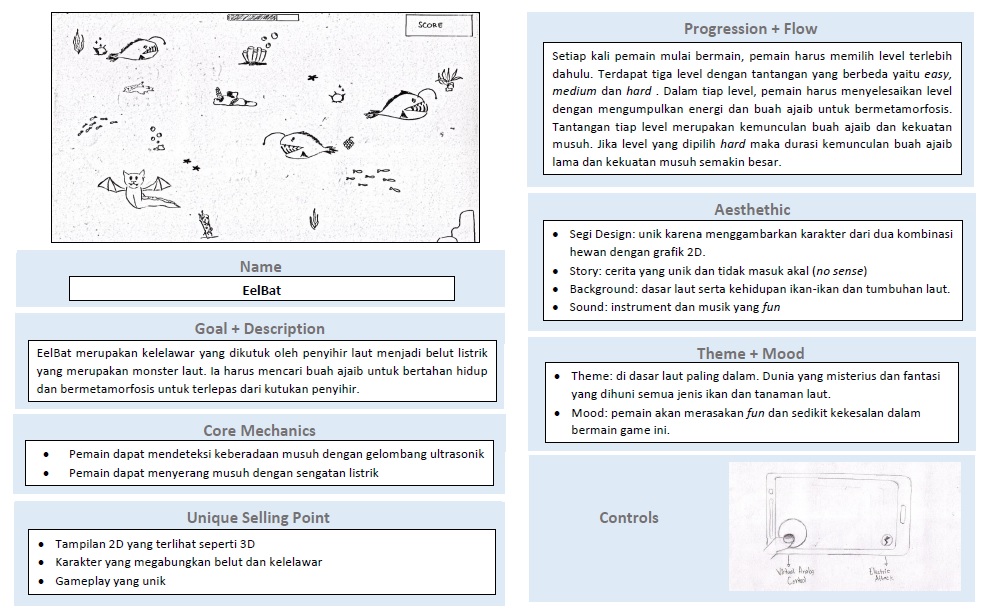 SCORE
Name
EelBat
Goal + Description
EelBat merupakan kelelawar yang dikutuk oleh penyihir laut menjadi belut listrik
yang merupakan monster laut. Ia harus mencari buah ajaib untuk bertahan hidup
dan bermetamorfosis untuk terlepas dari kutukan penyihir.
Core Mechanics
• Pemain dapat mendeteksi keberadaan musuh dengan gelombang ultrasonik
• Pemain dapat menyerang musuh dengan sengatan listrik
Unique Selling Point
• Tampilan 2D yang terlihat seperti 3D
• Karakter yang megabungkan belut dan kelelawar
• Gameplay yang unik
Progression + Flow
Setiap kali pemain mulai bermain, pemain harus memilih level terlebih
dahulu. Terdapat tiga level dengan tantangan yang berbeda yaitu easy,
medium dan hard . Dalam tiap level, pemain harus menyelesaikan level
dengan mengumpulkan energi dan buah ajaib untuk bermetamorfosis.
Tantangan tiap level merupakan kemunculan buah ajaib dan kekuatan
musuh. Jika level yang dipilih hard maka durasi kemunculan buah ajaib
lama dan kekuatan musuh semakin besar.
Aesthethic
• Segi Design: unik karena menggambarkan karakter dari dua kombinasi
hewan dengan grafik 2D.
• Story: cerita yang unik dan tidak masuk akal (no sense)
• Background: dasar laut serta kehidupan ikan-ikan dan tumbuhan laut.
• Sound: instrument dan musik yang fun
Theme + Mood
• Theme: di dasar laut paling dalam. Dunia yang misterius dan fantasi
yang dihuni semua jenis ikan dan tanaman laut.
• Mood: pemain akan merasakan fun dan sedikit kekesalan dalam
bermain game ini.
Controls
Virtual Analog
Control
Electric
Attack